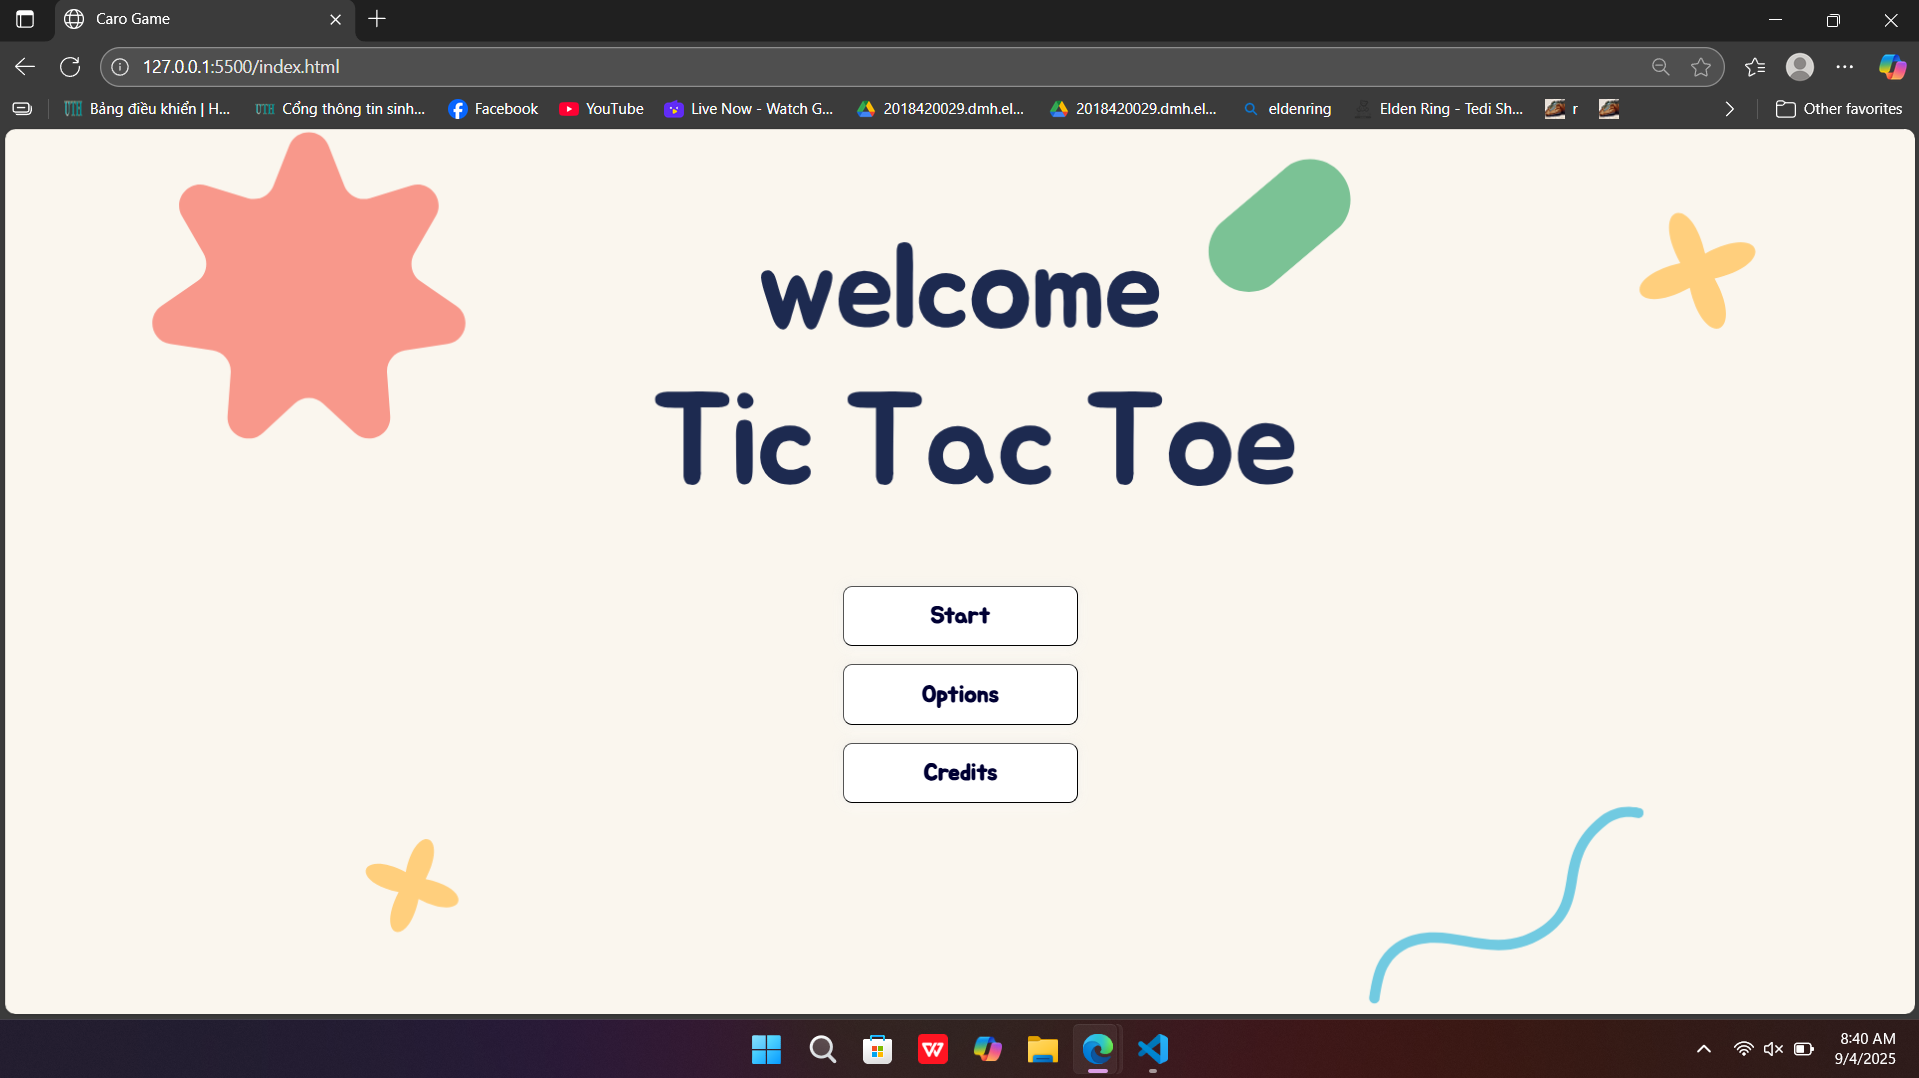 Caro Game
127.0.0.1:5500/index.html
Bảng điều khiển | H... Cổng thông tin sinh... Facebook YouTube Live Now - Watch G... 2018420029.dmh.el... 2018420029.dmh.el... eldenring Elden Ring - Tedi Sh... r Other favorites
welcome
Tic Tac Toe
Start
Options
Credits
8:40 AM
9/4/2025